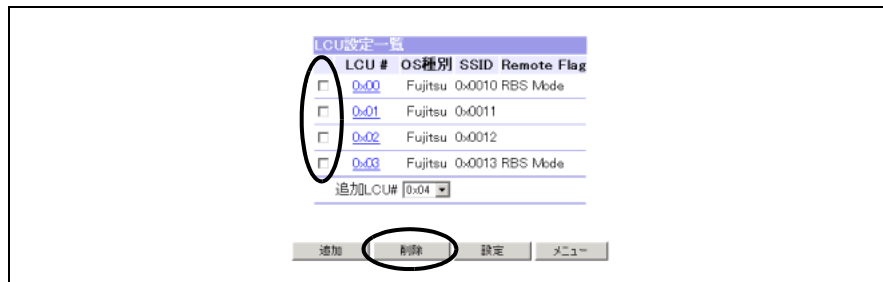 LCU設定一覧
LCU # OS種別 SSID Remote Flag
0x00 Fujitsu 0x0010 RBS Mode
0x01 Fujitsu 0x0011
0x02 Fujitsu 0x0012
0x03 Fujitsu 0x0013 RBS Mode
追加LCU# 0x04
追加 削除 設定 メニュー